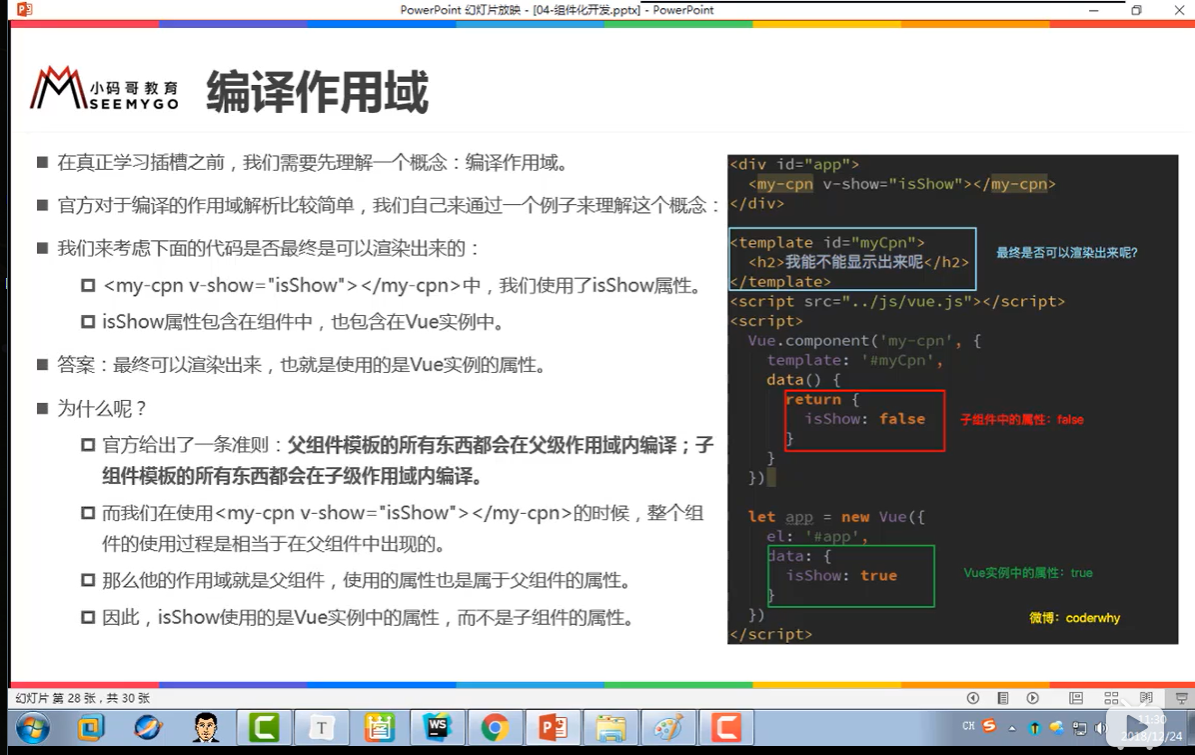 PowerPoint 幻灯片放映 - [04-组件化开发.pptx] - PowerPoint
小码哥教育
SEEMYGO
编译作用域
在真正学习插槽之前，我们需要先理解一个概念：编译作用域。
官方对于编译的作用域解析比较简单，我们自己来通过一个例子来理解这个概念：
我们来考虑下面的代码是否最终是可以渲染出来的：
<my-cpn v-show="isShow"></my-cpn>中，我们使用了isShow属性。
isShow属性包含在组件中，也包含在Vue实例中。
答案：最终可以渲染出来，也就是使用的是Vue实例的属性。
为什么呢？
官方给出了一条准则：父组件模板的所有东西都会在父级作用域内编译；子
组件模板的所有东西都会在子级作用域内编译。
而我们在使用<my-cpn v-show="isShow"></my-cpn>的时候，整个组
件的使用过程是相当于在父组件中出现的。
那么他的作用域就是父组件，使用的属性也是属于父组件的属性。
因此，isShow使用的是Vue实例中的属性，而不是子组件的属性。
<div id="app">
<my-cpn v-show="isShow"></my-cpn>
</div>
<template id="myCpn">
<h2>我能不能显示出来呢</h2>
</template>
最终是否可以渲染出来呢?
<script src="../js/vue.js"></script>
<script>
Vue.component('my-cpn', {
template: '#myCpn',
data() {
return {
isShow: false
}
子组件中的属性：false
}
})
let app = new Vue({
el: '#app',
data: {
isShow: true
}
Vue实例中的属性：true
})
</script>
微博：coderwhy
幻灯片 第 28 张，共 30 张
T
WS
CH
11:30
2018/12/24